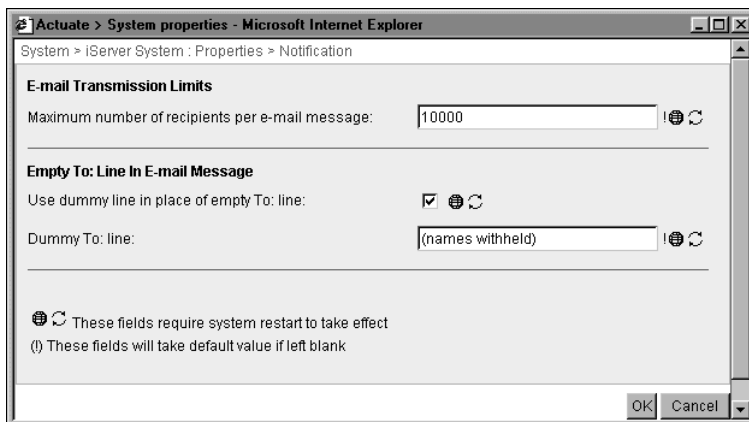 Actuate > System properties - Microsoft Internet Explorer
System > iServer System : Properties > Notification
E-mail Transmission Limits
Maximum number of recipients per e-mail message: 10000 !
Empty To: Line In E-mail Message
Use dummy line in place of empty To: line:
Dummy To: line: (names withheld) !
These fields require system restart to take effect
(!) These fields will take default value if left blank
OK Cancel